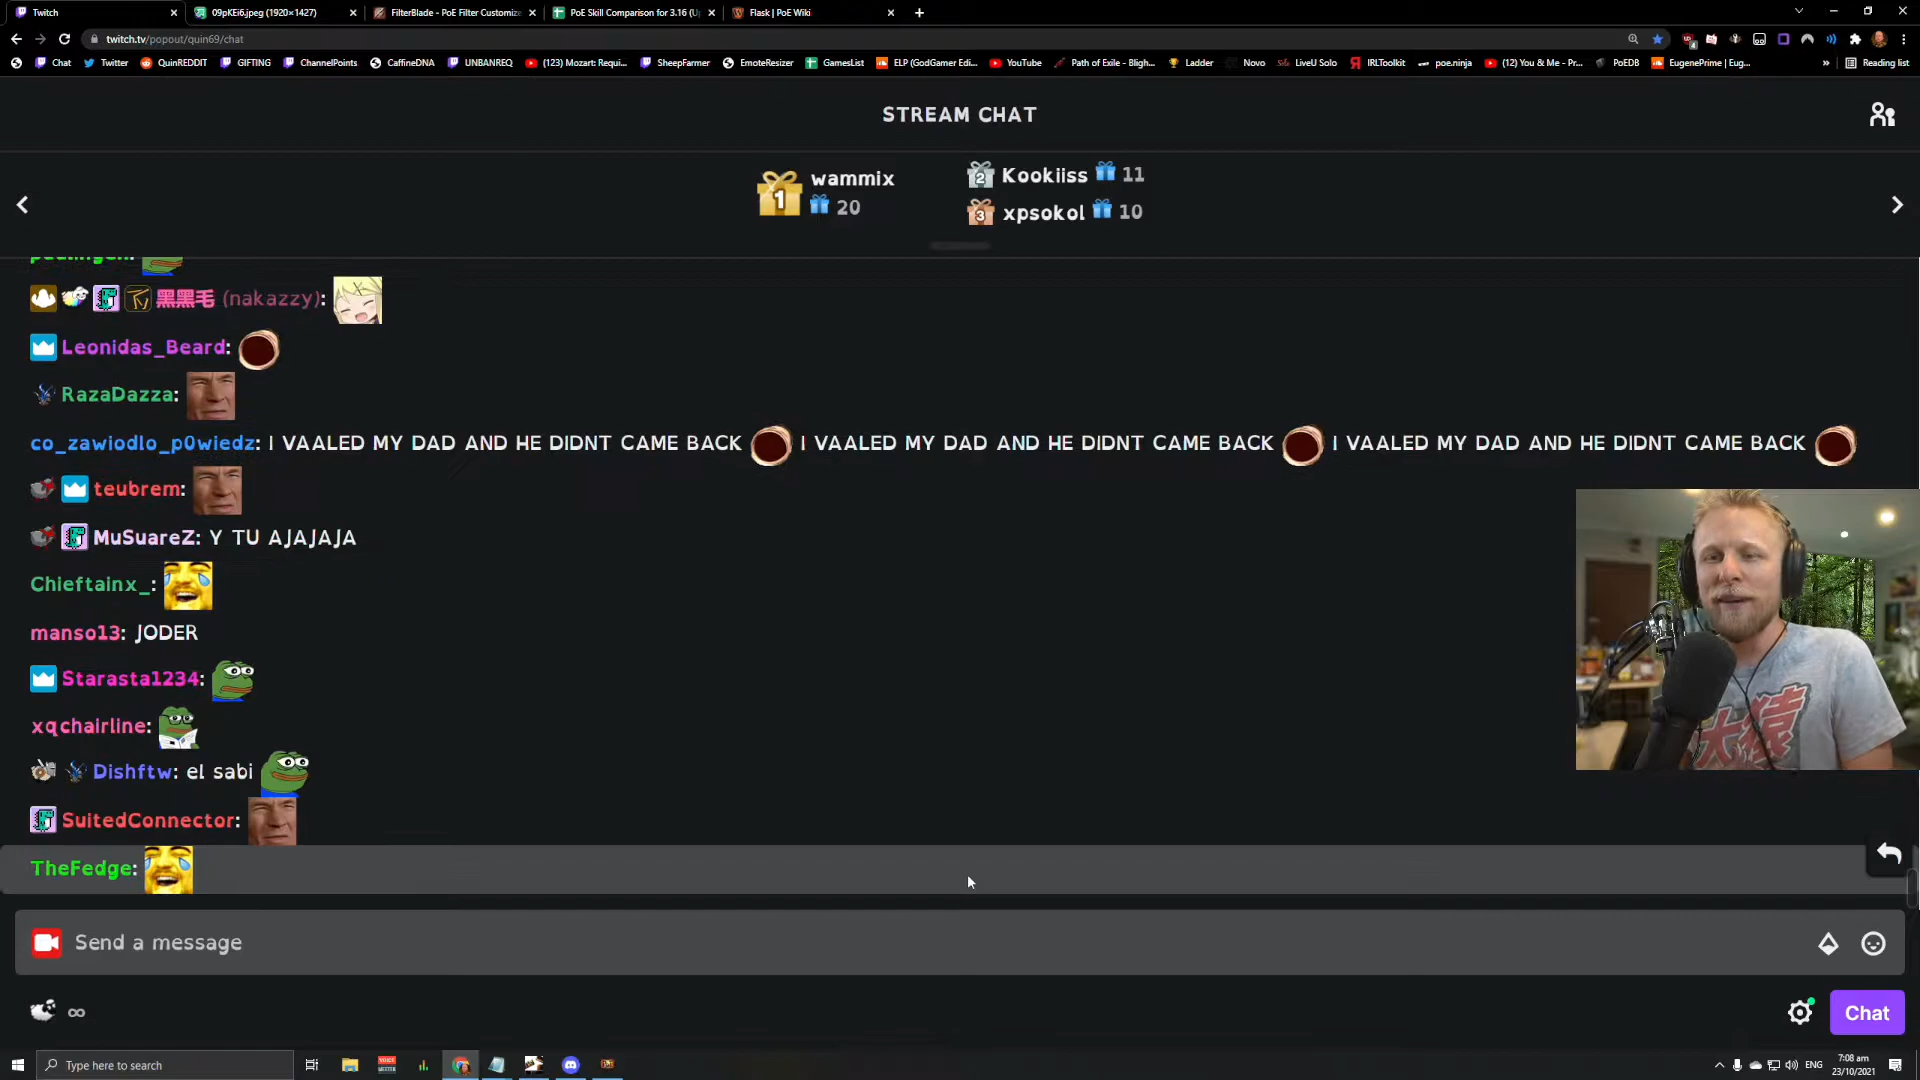 Twitch
09pKEi6.jpeg (1920×1427)
FilterBlade - PoE Filter Customize
PoE Skill Comparison for 3.16 (U
Flask | PoE Wiki
twitch.tv/popout/quin69/chat
Chat
Twitter
QuinREDDIT
GIFTING
ChannelPoints
CaffineDNA
UNBANREQ
(123) Mozart: Requi...
SheepFarmer
EmoteResizer
GamesList
ELP (GodGamer Edi...
YouTube
Path of Exile - Bligh...
Ladder
Novo
LiveU Solo
IRLToolkit
poe.ninja
(12) You & Me - Pr...
PoEDB
EugenePrime | Eug...
Reading list
STREAM CHAT
1 wammix
20
2 Kookiiss 11
3 xpsokol 10
黑黑毛 (nakazzy):
Leonidas_Beard:
RazaDazza:
co_zawiodlo_p0wiedz: I VAALED MY DAD AND HE DIDNT CAME BACK I VAALED MY DAD AND HE DIDNT CAME BACK I VAALED MY DAD AND HE DIDNT CAME BACK
teubrem:
MuSuareZ: Y TU AJAJAJA
Chieftainx_:
manso13: JODER
Starasta1234:
xqchairline:
Dishftw: el sabi
SuitedConnector:
TheFedge:
Send a message
∞
Chat
大猿
Type here to search
ENG
7:08 am
23/10/2021